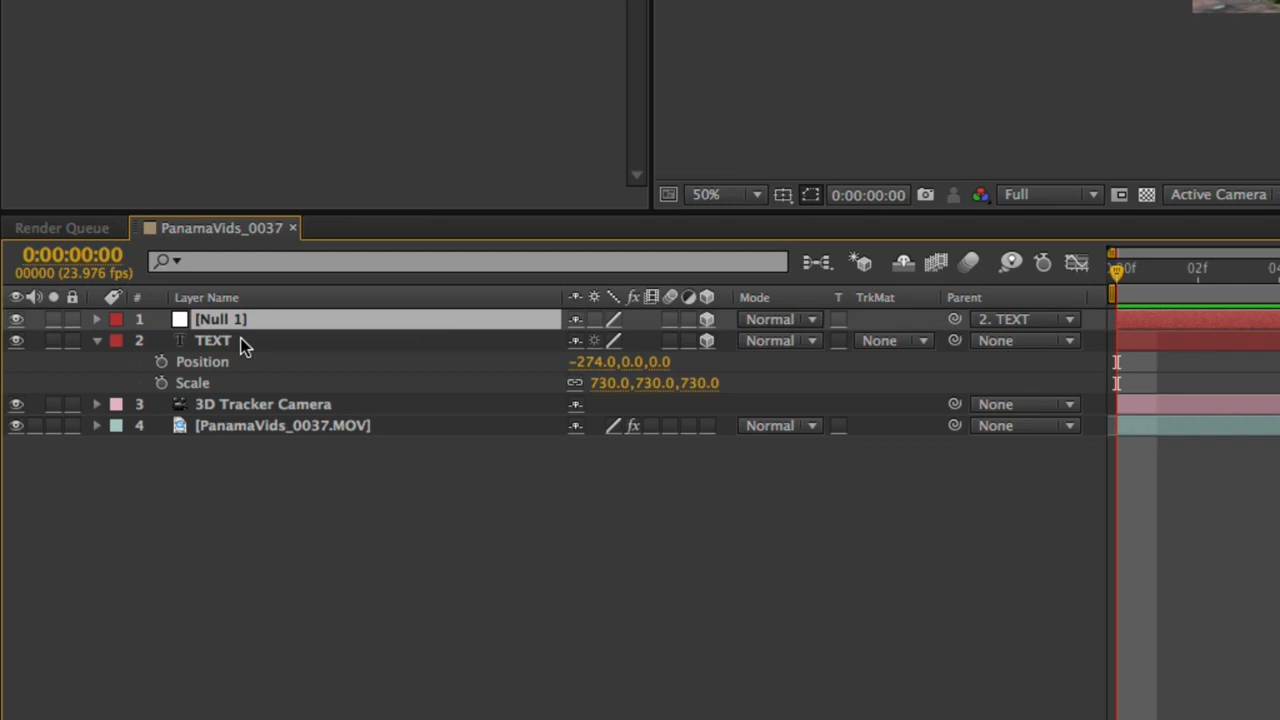 50% 0:00:00:00 Full Active Camera
Render Queue PanamaVids_0037 ×
0:00:00:00
00000 (23.976 fps)
:00f 02f 04
# Layer Name fx Mode T TrkMat Parent
1 [Null 1] Normal 2. TEXT
2 T TEXT Normal None None
Position -274.0,0.0,0.0
Scale 730.0,730.0,730.0
3 3D Tracker Camera None
4 [PanamaVids_0037.MOV] fx Normal None